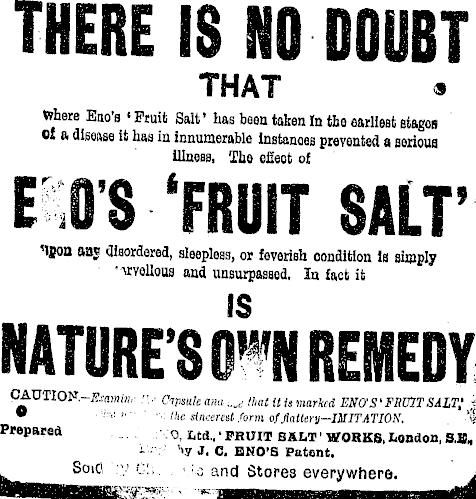 THERE IS NO DOUBT
THAT
where Eno's 'Fruit Salt' has been taken in the earliest stages
of a disease it has in innumerable instances prevented a serious
illness. The effect of
ENO'S 'FRUIT SALT'
upon any disordered, sleepless, or feverish condition is simply
and unsurpassed. In fact it
IS
NATURE'S OWN REMEDY
CAUTION.—Examine the Capsule and see that it is marked ENO'S 'FRUIT SALT,'
the sincerest form of flattery—IMITATION.
Prepared Ltd., 'FRUIT SALT' WORKS, London, S.E.,
by J. C. ENO'S Patent.
Sold by and Stores everywhere.